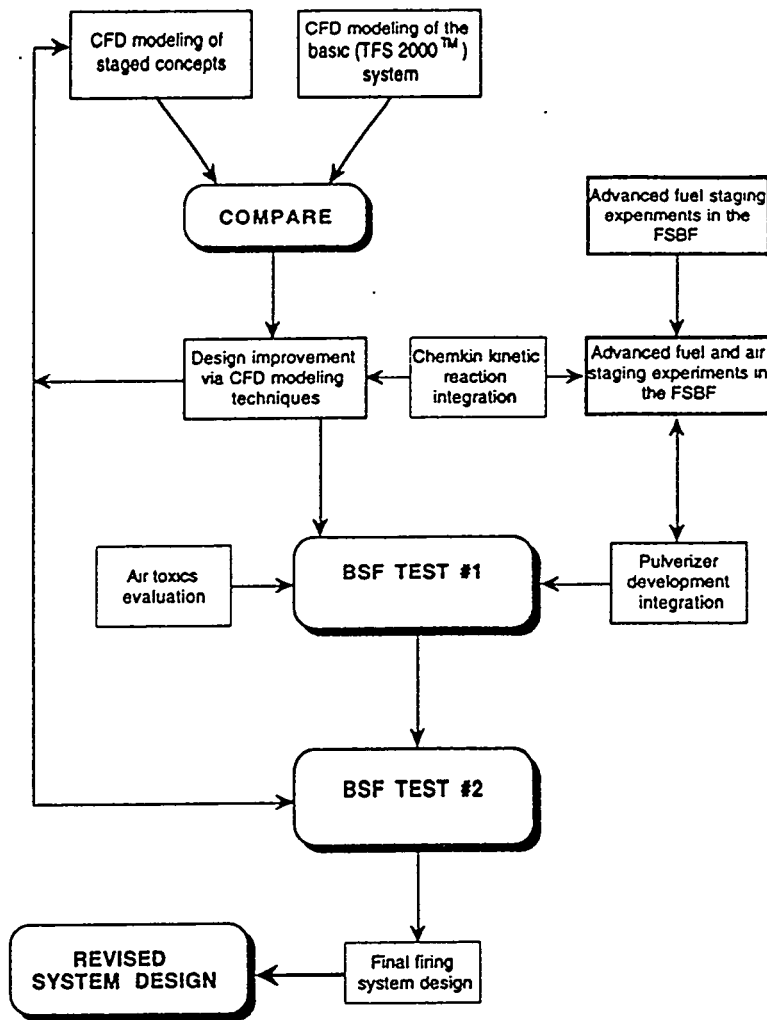 CFD modeling of
staged concepts
CFD modeling of the
basic (TFS 2000™)
system
COMPARE
Advanced fuel staging
experiments in the
FSBF
Design improvement
via CFD modeling
techniques
Chemkin kinetic
reaction
integration
Advanced fuel and air
staging experiments in
the FSBF
Air toxics
evaluation
BSF TEST #1
Pulverizer
development
integration
BSF TEST #2
REVISED
SYSTEM DESIGN
Final firing
system design